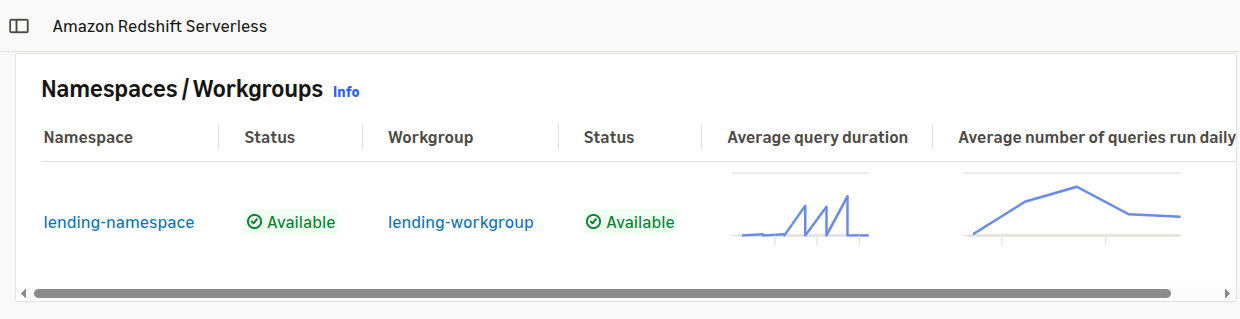 Amazon Redshift Serverless
Namespaces / Workgroups Info
Namespace Status Workgroup Status Average query duration Average number of queries run daily
lending-namespace Available lending-workgroup Available